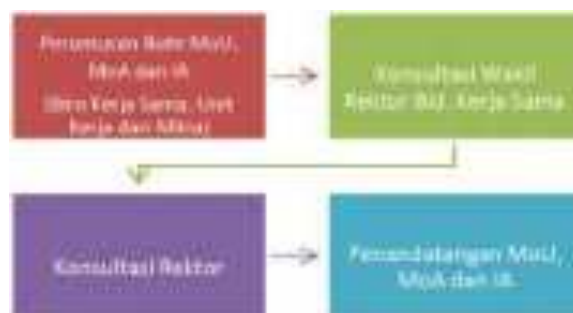 Perumusan Note MoU,
MoA dan IA
(Biro Kerja Sama, Unit
Kerja dan Mitra)
Konsultasi Wakil
Rektor Bid. Kerja Sama
Konsultasi Rektor
Penandatangan MoU,
MoA dan IA